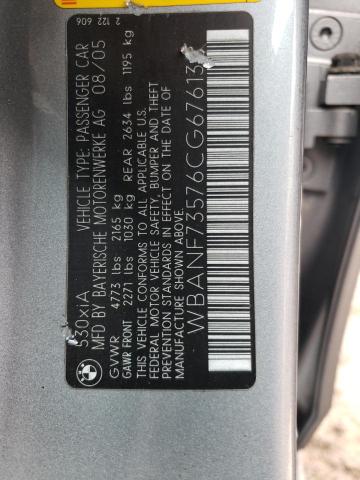 530xiA VEHICLE TYPE: PASSENGER CAR 2 122 606
MFD BY BAYERISCHE MOTORENWERKE AG 08/05
GVWR 4773 lbs 2165 kg
GAWR FRONT 2271 lbs 1030 kg REAR 2634 lbs 1195 kg
THIS VEHICLE CONFORMS TO ALL APPLICABLE U.S.
FEDERAL MOTOR VEHICLE SAFETY, BUMPER AND THEFT
PREVENTION STANDARDS IN EFFECT ON THE DATE OF
MANUFACTURE SHOWN ABOVE.
WBANF73576CG67613
BMW